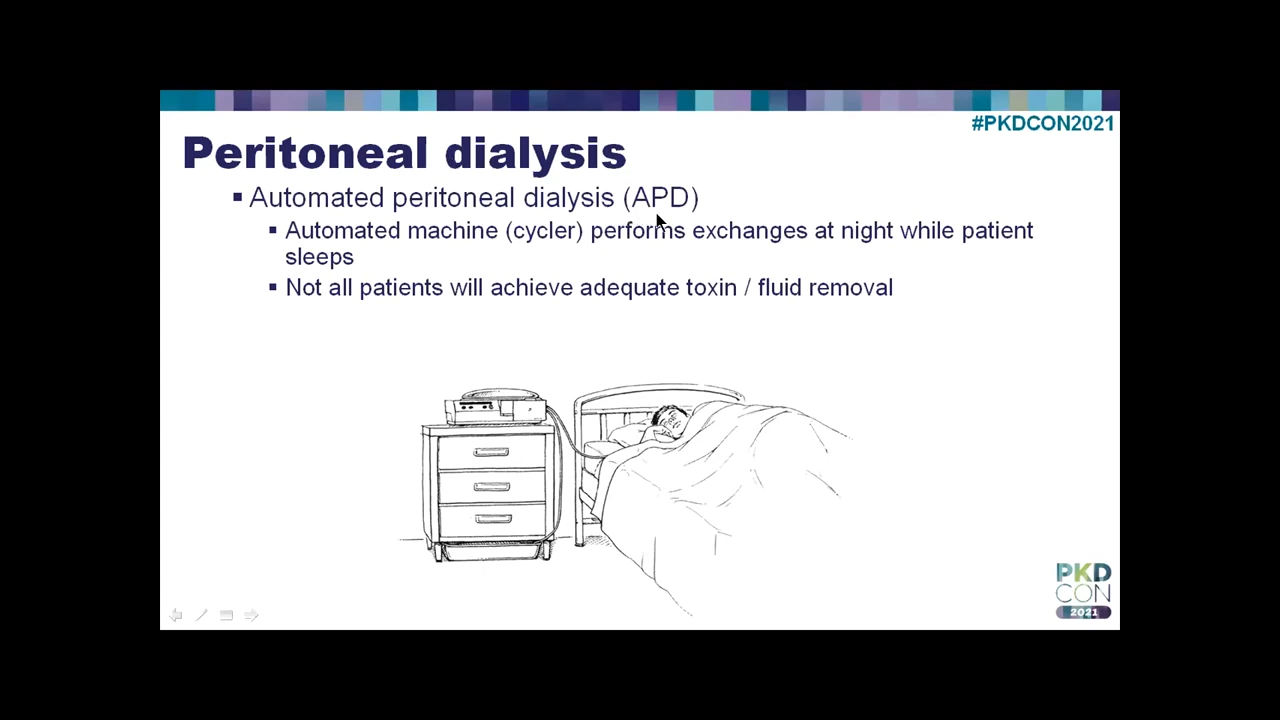 #PKDCON2021
Peritoneal dialysis
▪ Automated peritoneal dialysis (APD)
▪ Automated machine (cycler) performs exchanges at night while patient
sleeps
▪ Not all patients will achieve adequate toxin / fluid removal
PKD
CON
2021